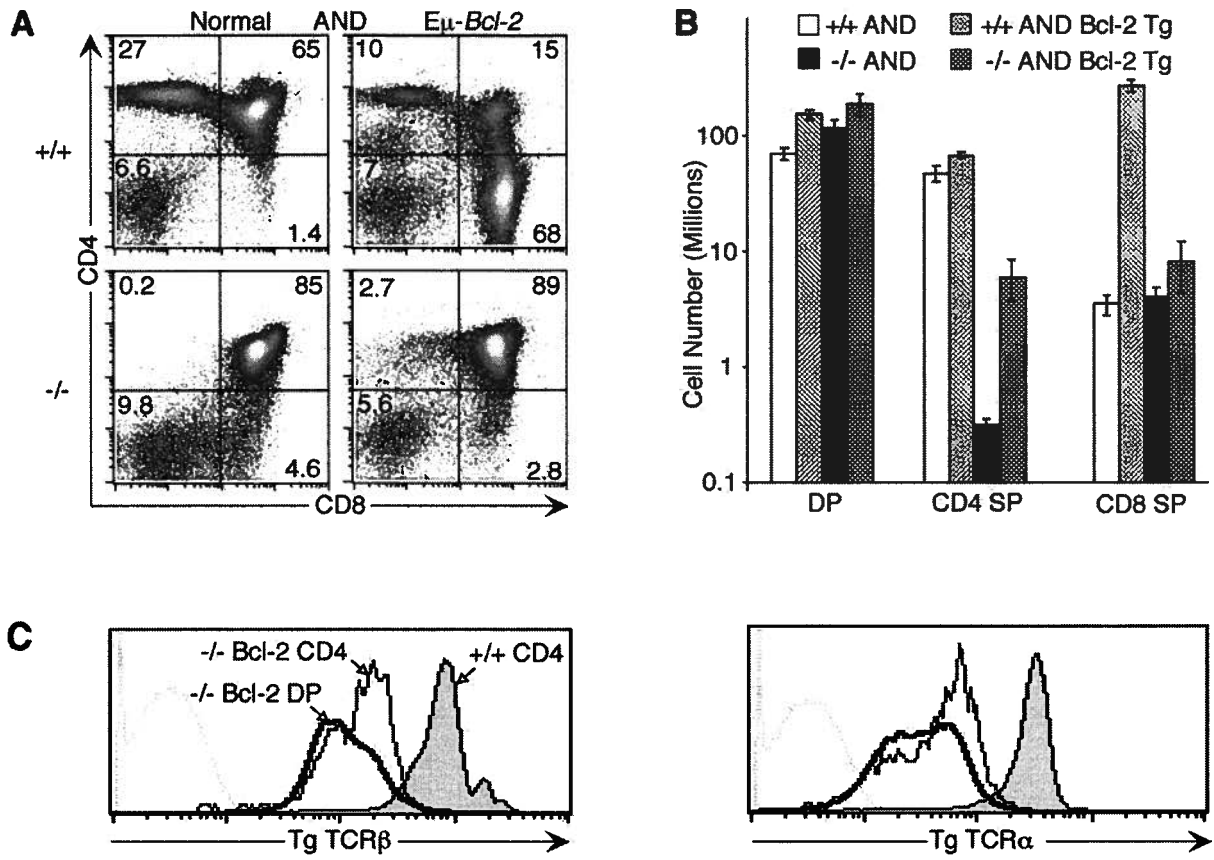 A
Normal AND Eμ-Bcl-2
27 65
10 15
+/+
6.6 1.4
7 68
CD4
0.2 85
2.7 89
-/-
9.8 4.6
5.6 2.8
CD8
B
+/+ AND
+/+ AND Bcl-2 Tg
-/- AND
-/- AND Bcl-2 Tg
Cell Number (Millions)
100
10
1
0.1
DP CD4 SP CD8 SP
C
-/- Bcl-2 CD4
+/+ CD4
-/- Bcl-2 DP
Tg TCRβ
Tg TCRα